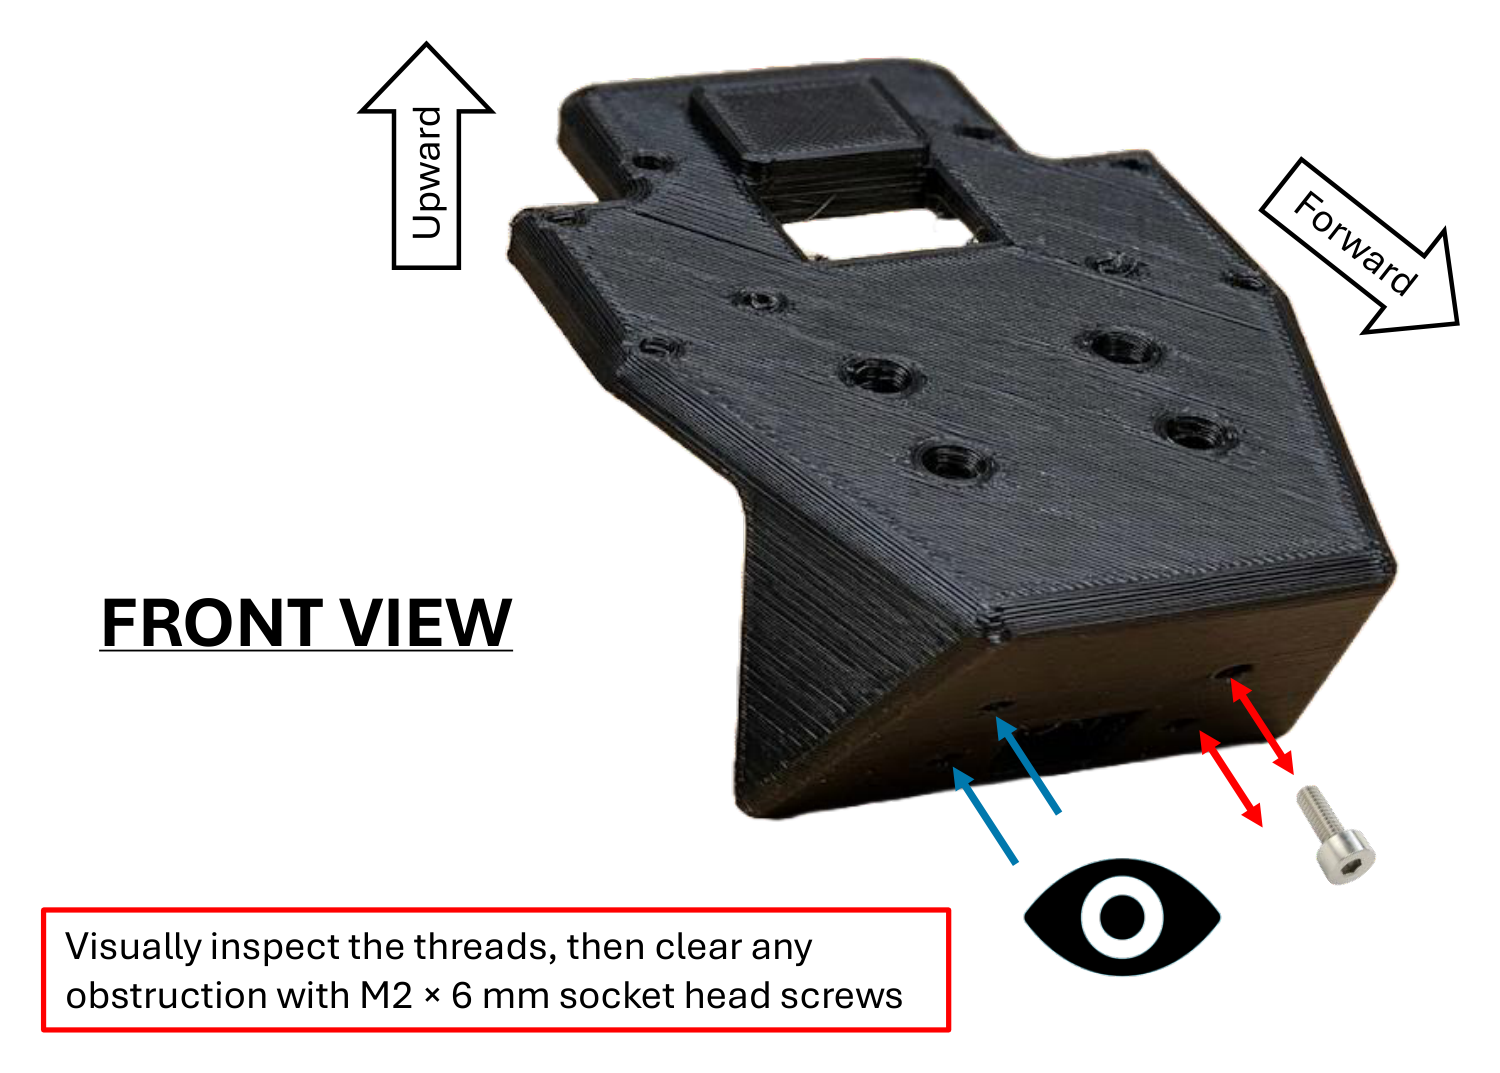 Upward
Forward
FRONT VIEW
Visually inspect the threads, then clear any
obstruction with M2 × 6 mm socket head screws